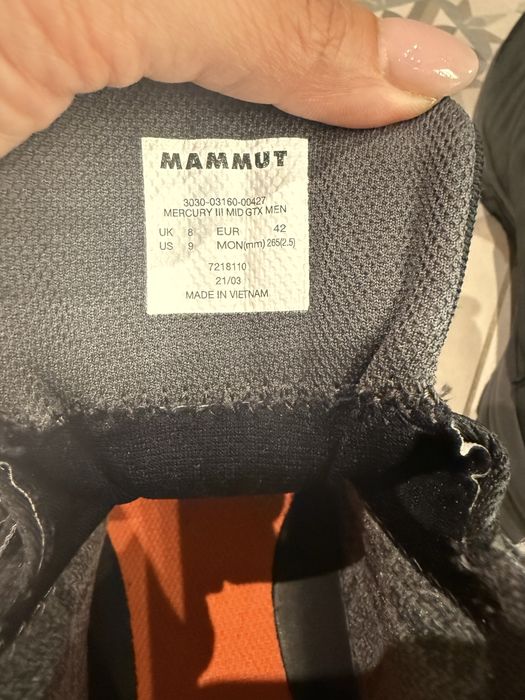 MAMMUT
3030-03160-00427
MERCURY III MID GTX MEN
UK 8 EUR 42
US 9 MON(mm) 265(2.5)
7218110
21/03
MADE IN VIETNAM